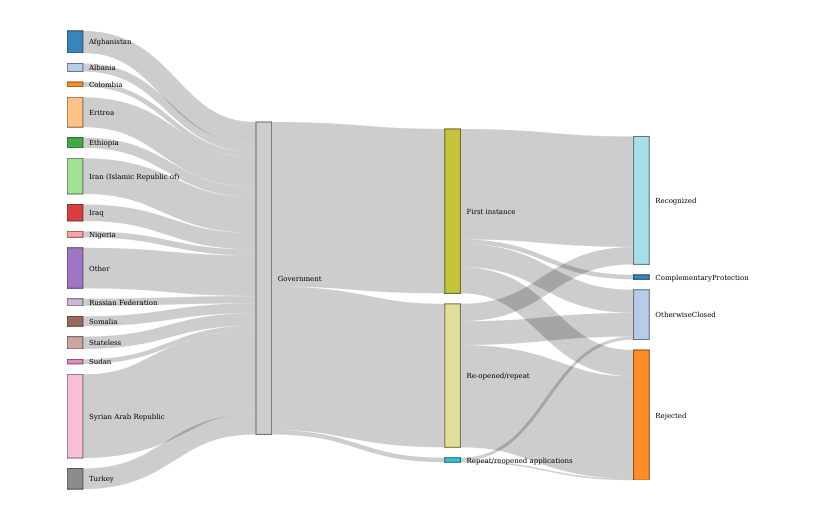 Afghanistan
Albania
Colombia
Eritrea
Ethiopia
Iran (Islamic Republic of)
Iraq
Nigeria
Other
Russian Federation
Somalia
Stateless
Sudan
Syrian Arab Republic
Turkey
Government
First instance
Re-opened/repeat
Repeat/reopened applications
Recognized
ComplementaryProtection
OtherwiseClosed
Rejected